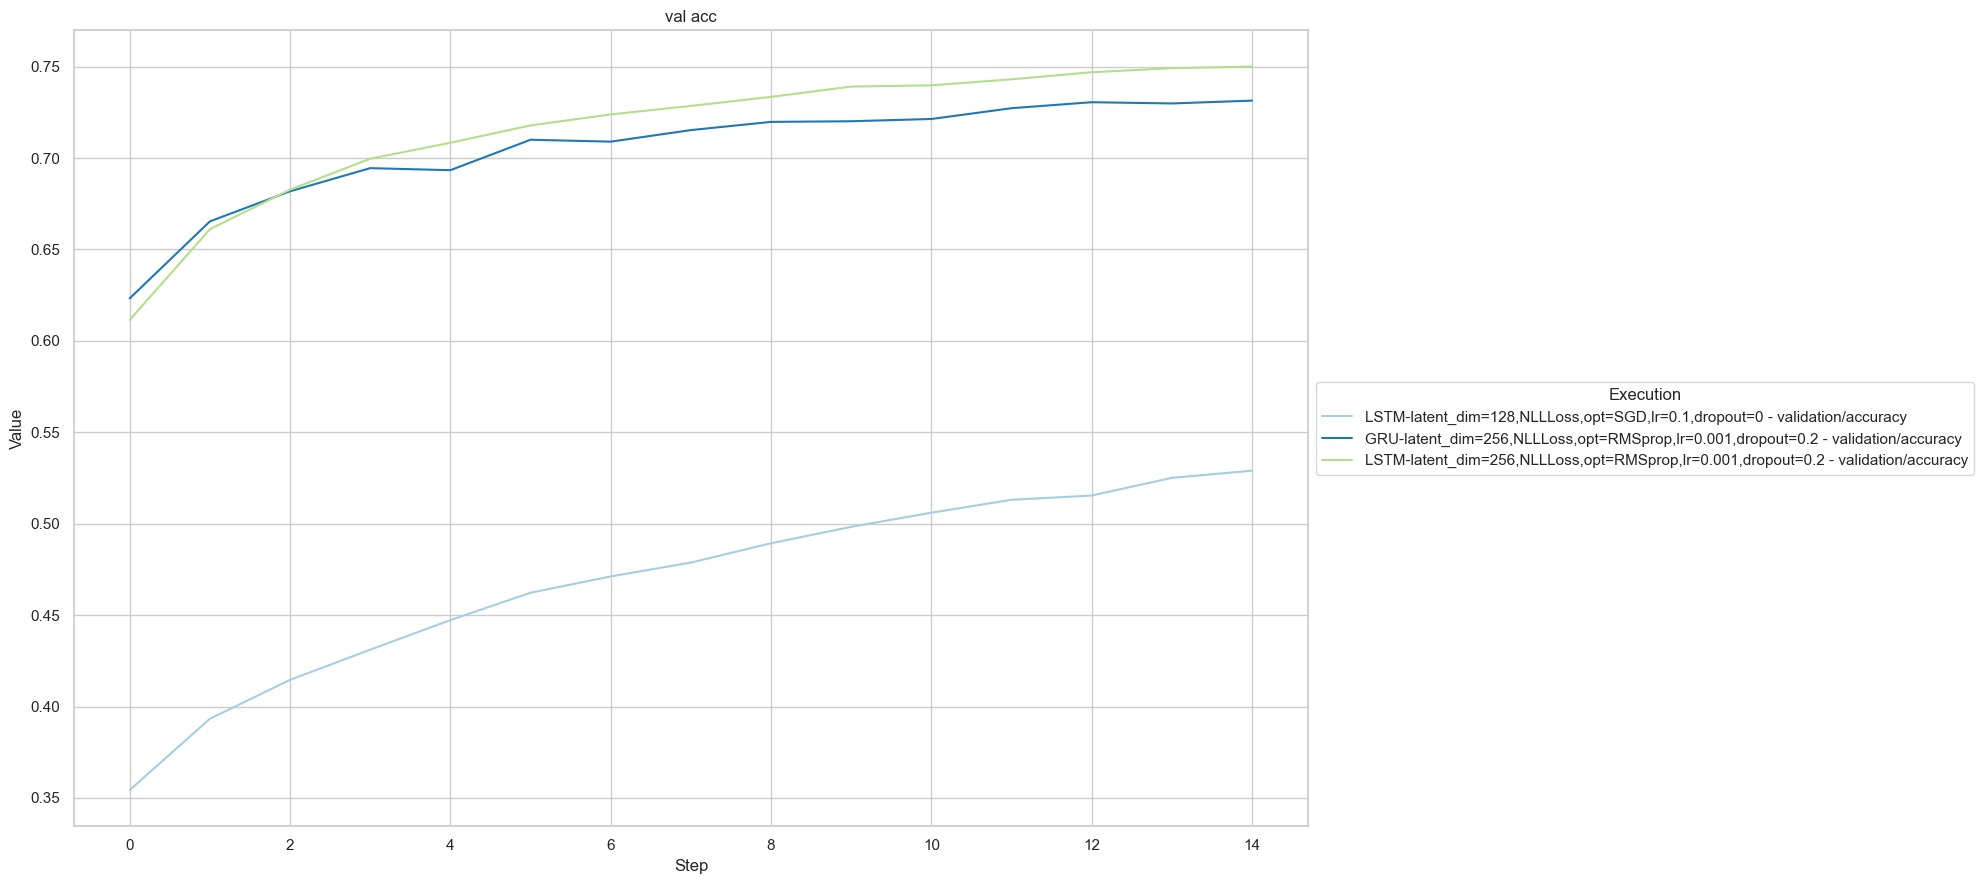 val acc
0.75
0.70
0.65
0.60
0.55
0.50
0.45
0.40
0.35
Value
0
2
4
6
8
10
12
14
Step
Execution
LSTM-latent_dim=128,NLLLoss,opt=SGD,lr=0.1,dropout=0 - validation/accuracy
GRU-latent_dim=256,NLLLoss,opt=RMSprop,lr=0.001,dropout=0.2 - validation/accuracy
LSTM-latent_dim=256,NLLLoss,opt=RMSprop,lr=0.001,dropout=0.2 - validation/accuracy